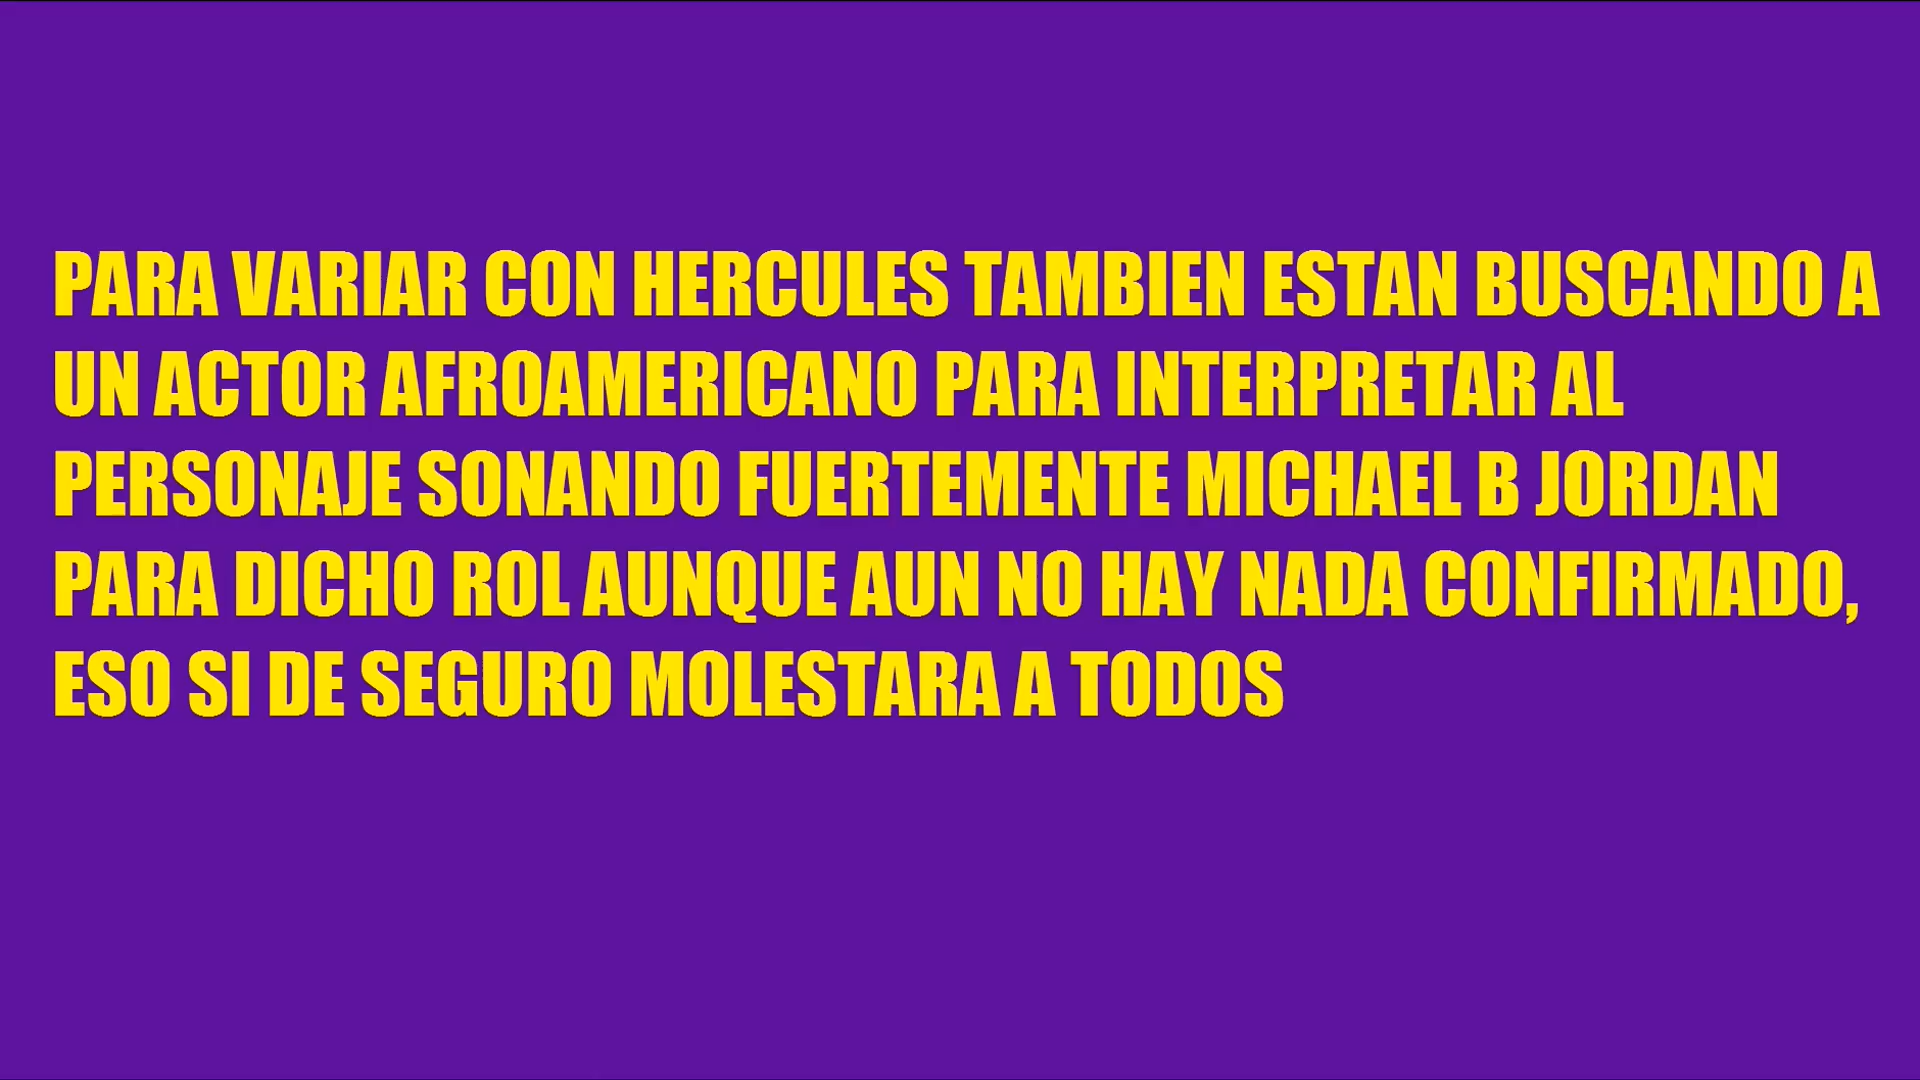 PARA VARIAR CON HERCULES TAMBIEN ESTAN BUSCANDO A
UN ACTOR AFROAMERICANO PARA INTERPRETAR AL
PERSONAJE SONANDO FUERTEMENTE MICHAEL B JORDAN
PARA DICHO ROL AUNQUE AUN NO HAY NADA CONFIRMADO,
ESO SI DE SEGURO MOLESTARA A TODOS